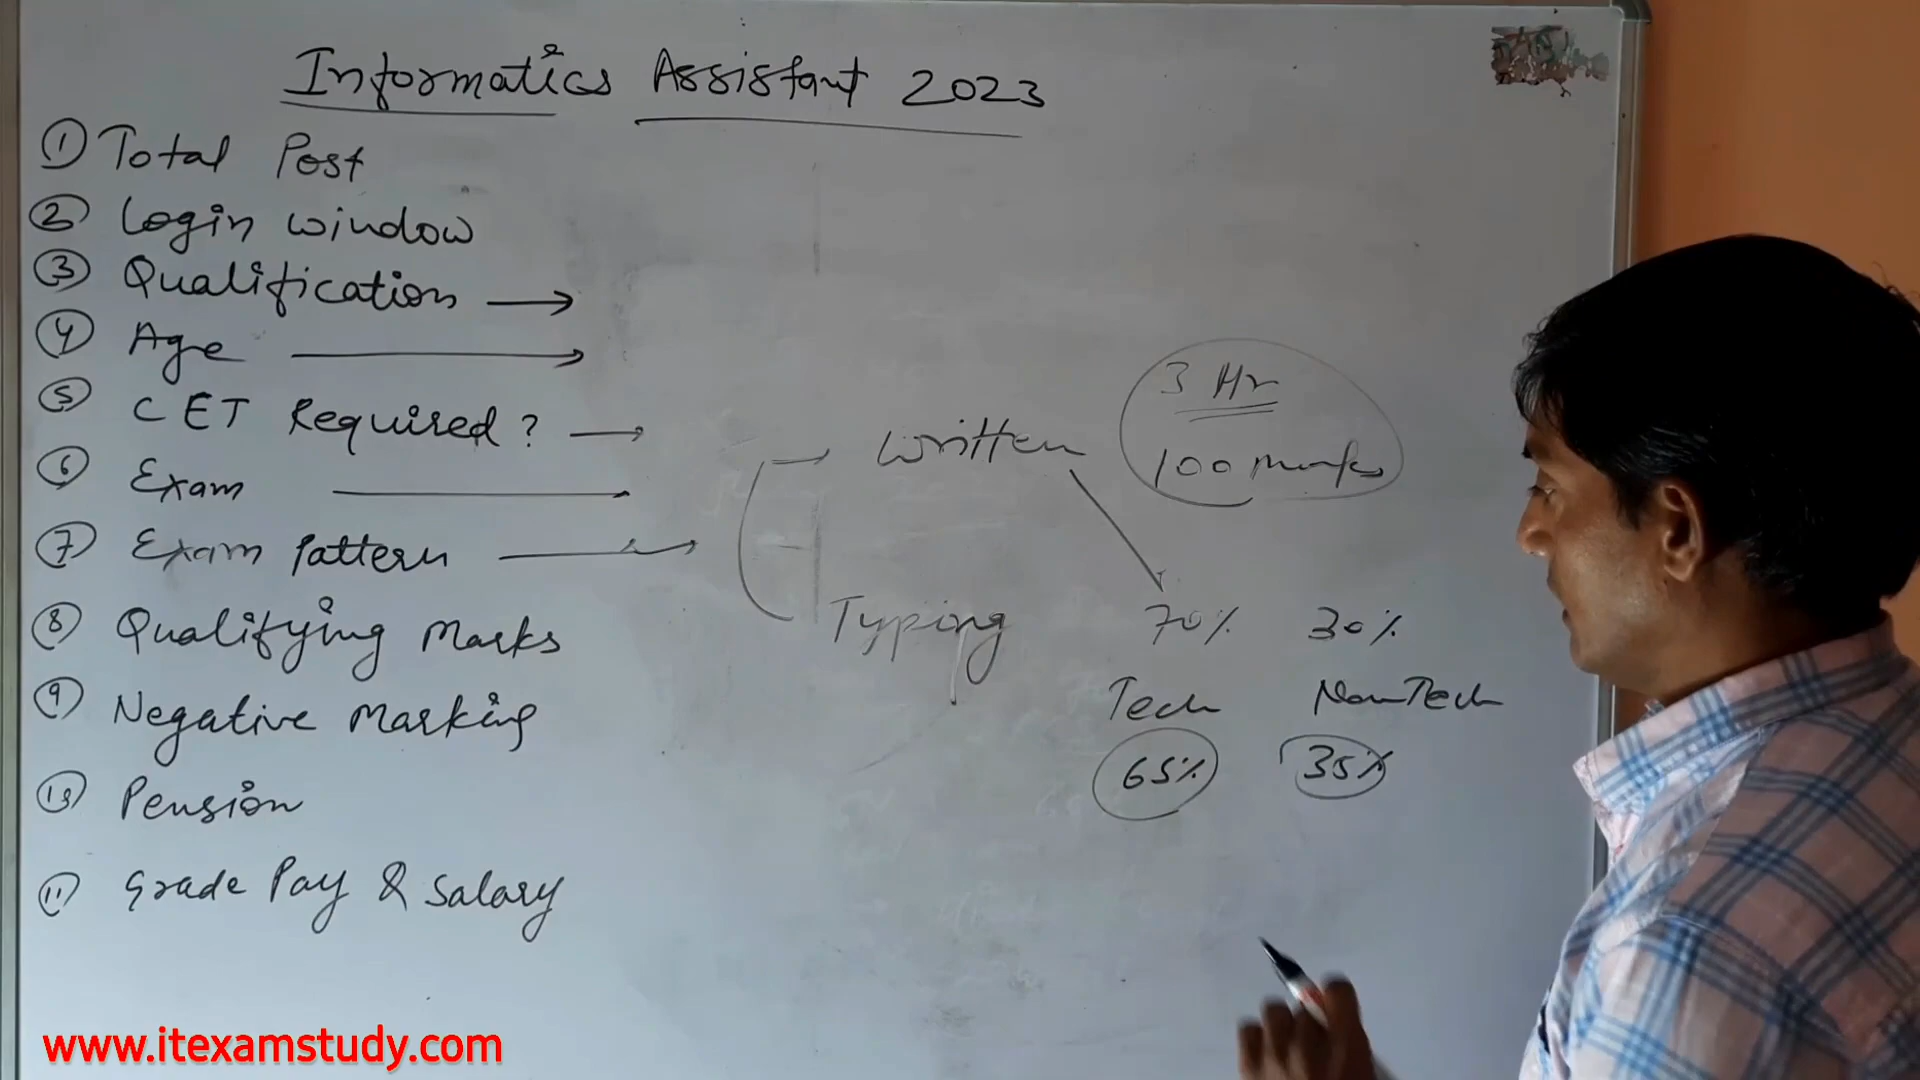 Informatics Assistant 2023
① Total Post
② Login window
③ Qualification →
④ Age →
⑤ CET Required? →
⑥ Exam
⑦ Exam Pattern →
⑧ Qualifying Marks
⑨ Negative Marking
⑩ Pension
⑪ Grade Pay & Salary
Written
3 Hr
100 Marks
Typing
70% 30%
Tech NonTech
65% 35%
www.itexamstudy.com